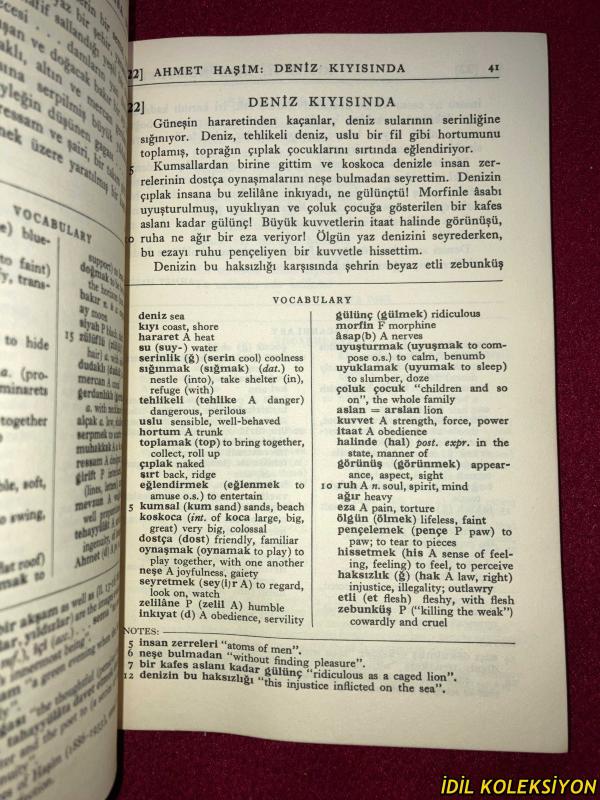 22] AHMET HAŞİM: DENİZ KIYISINDA 41
22] DENİZ KIYISINDA
Güneşin hararetinden kaçanlar, deniz sularının serinliğine
sığınıyor. Deniz, tehlikeli deniz, uslu bir fil gibi hortumunu
toplamış, toprağın çıplak çocuklarını sırtında eğlendiriyor.
Kumsallardan birine gittim ve koskoca denizle insan zer-
relerinin dostça oynaşmalarını neşe bulmadan seyrettim. Denizin
çıplak insana bu zelilâne inkıyadı, ne gülünçtü! Morfinle âsabı
uyuşturulmuş, uyuklıyan ve çoluk çocuğa gösterilen bir kafes
aslanı kadar gülünç! Büyük kuvvetlerin itaat halinde görünüşü,
10 ruha ne ağır bir eza veriyor! Ölgün yaz denizini seyrederken,
bu ezayı ruhu pençeliyen bir kuvvetle hissettim.
Denizin bu haksızlığı karşısında şehrin beyaz etli zebunküş
VOCABULARY
deniz sea
kıyı coast, shore
hararet A heat
su (suy-) water
serinlik (ğ) (serin cool) coolness
sığınmak (sığmak) (dat.) to
nestle (into), take shelter (in),
refuge (with)
tehlikeli (tehlike A danger)
dangerous, perilous
uslu sensible, well-behaved
hortum A trunk
toplamak (top) to bring together,
collect, roll up
çıplak naked
sırt back, ridge
eğlendirmek (eğlenmek to
amuse o.s.) to entertain
5 kumsal (kum sand) sands, beach
koskoca (int. of koca large, big,
great) very big, colossal
dostça (dost) friendly, familiar
oynaşmak (oynamak to play) to
play together, with one another
neşe A joyfulness, gaiety
seyretmek (sey(i)r A) to regard,
look on, watch
zelilâne P (zelil A) humble
inkıyat (d) A obedience, servility
gülünç (gülmek) ridiculous
morfin F morphine
âsap(b) A nerves
uyuşturmak (uyuşmak to com-
pose o.s.) to calm, benumb
uyuklamak (uyumak to sleep)
to slumber, doze
çoluk çocuk "children and so
on", the whole family
aslan = arslan lion
kuvvet A strength, force, power
itaat A obedience
halinde (hal) post. expr. in the
state, manner of
görünüş (görünmek) appear-
ance, aspect, sight
10 ruh A n. soul, spirit, mind
ağır heavy
eza A pain, torture
ölgün (ölmek) lifeless, faint
pençelemek (pençe P paw) to
paw; to tear to pieces
hissetmek (his A sense of feel-
ing, feeling) to feel, to perceive
haksızlık (ğ) (hak A law, right)
injustice, illegality; outlawry
etli (et flesh) fleshy, with flesh
zebunküş P ("killing the weak")
cowardly and cruel
NOTES:
5 insan zerreleri "atoms of men".
6 neşe bulmadan "without finding pleasure".
7 bir kafes aslanı kadar gülünç "ridiculous as a caged lion".
12 denizin bu haksızlığı "this injustice inflicted on the sea".
VOCABULARY
İDİL KOLEKSİYON